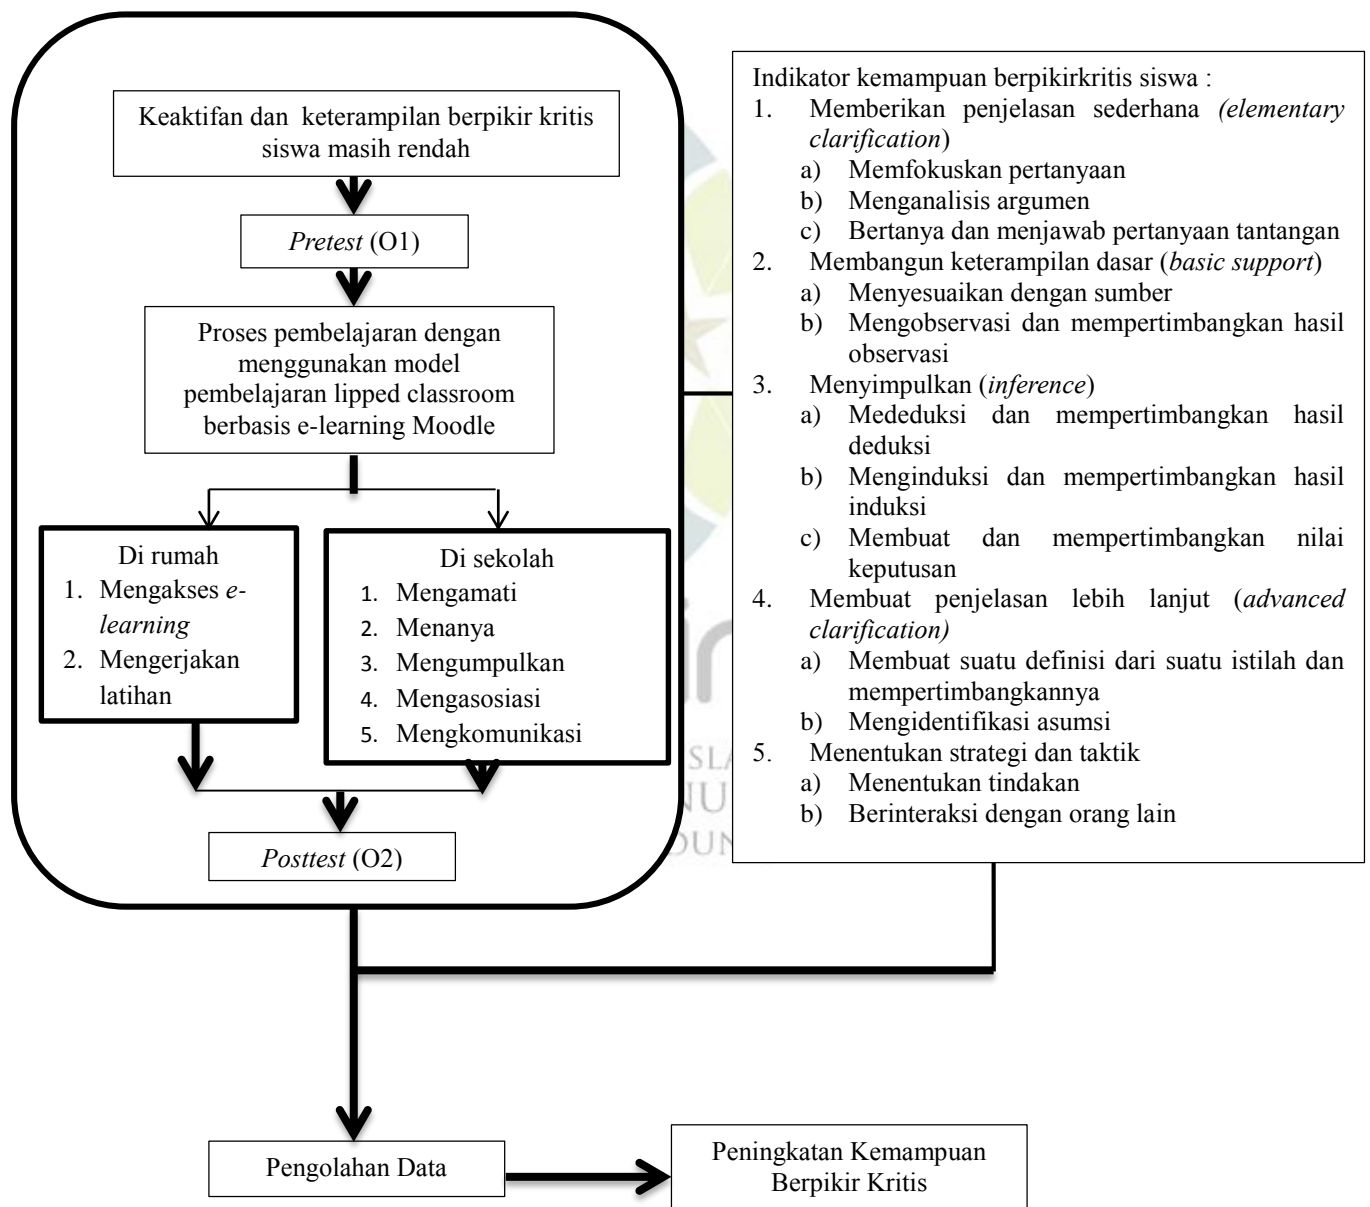 Keaktifan dan keterampilan berpikir kritis
siswa masih rendah
Pretest (O1)
Proses pembelajaran dengan
menggunakan model
pembelajaran lipped classroom
berbasis e-learning Moodle
Di rumah
1. Mengakses e-
learning
2. Mengerjakan
latihan
Di sekolah
1. Mengamati
2. Menanya
3. Mengumpulkan
4. Mengasosiasi
5. Mengkomunikasi
Posttest (O2)
Indikator kemampuan berpikirkritis siswa :
1. Memberikan penjelasan sederhana (elementary
clarification)
a) Memfokuskan pertanyaan
b) Menganalisis argumen
c) Bertanya dan menjawab pertanyaan tantangan
2. Membangun keterampilan dasar (basic support)
a) Menyesuaikan dengan sumber
b) Mengobservasi dan mempertimbangkan hasil
observasi
3. Menyimpulkan (inference)
a) Mededuksi dan mempertimbangkan hasil
deduksi
b) Menginduksi dan mempertimbangkan hasil
induksi
c) Membuat dan mempertimbangkan nilai
keputusan
4. Membuat penjelasan lebih lanjut (advanced
clarification)
a) Membuat suatu definisi dari suatu istilah dan
mempertimbangkannya
b) Mengidentifikasi asumsi
5. Menentukan strategi dan taktik
a) Menentukan tindakan
b) Berinteraksi dengan orang lain
Pengolahan Data
Peningkatan Kemampuan
Berpikir Kritis